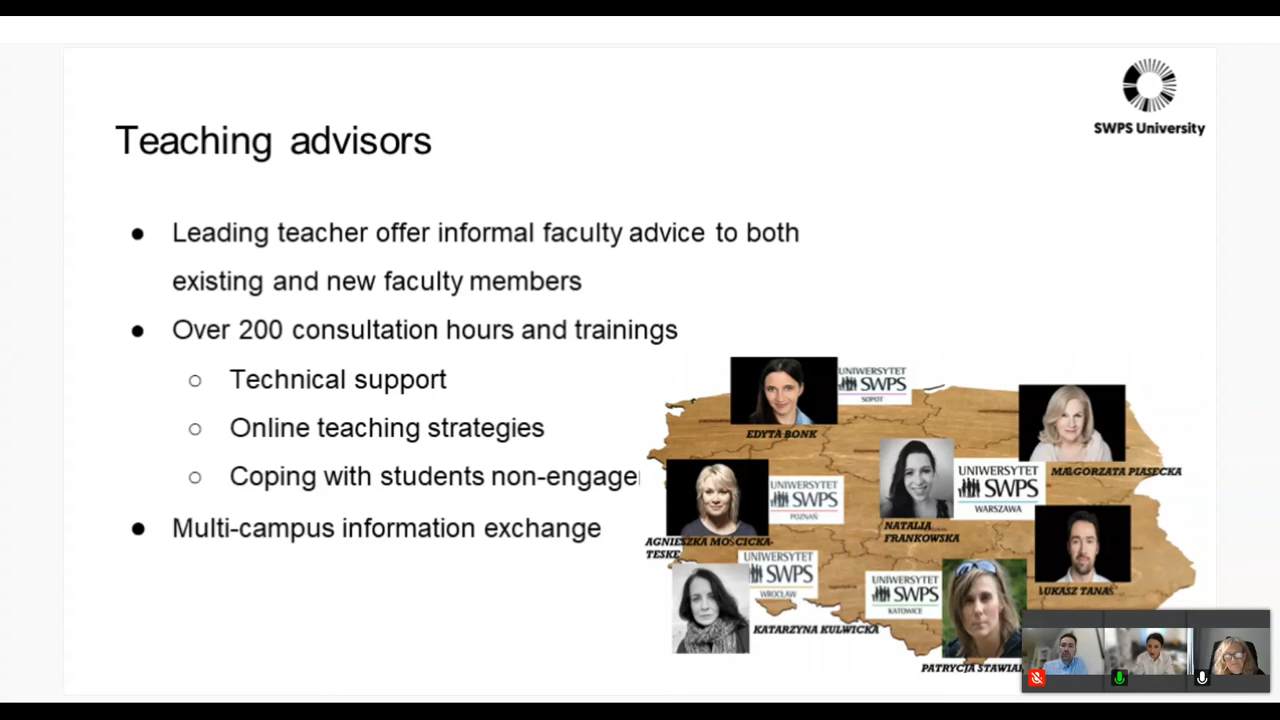 SWPS University
Teaching advisors
● Leading teacher offer informal faculty advice to both
existing and new faculty members
● Over 200 consultation hours and trainings
○ Technical support
○ Online teaching strategies
○ Coping with students non-engage
● Multi-campus information exchange
UNIWERSYTET
SWPS
SOPOT
EDYTA BONK
MAŁGORZATA PIASECKA
UNIWERSYTET
SWPS
POZNAŃ
UNIWERSYTET
SWPS
WARSZAWA
NATALIA
FRANKOWSKA
AGNIESZKA MOŚCICKA-
TESKE
UNIWERSYTET
SWPS
WROCŁAW
UNIWERSYTET
SWPS
KATOWICE
ŁUKASZ TANAŚ
KATARZYNA KULWICKA
PATRYCJA STAWIAR